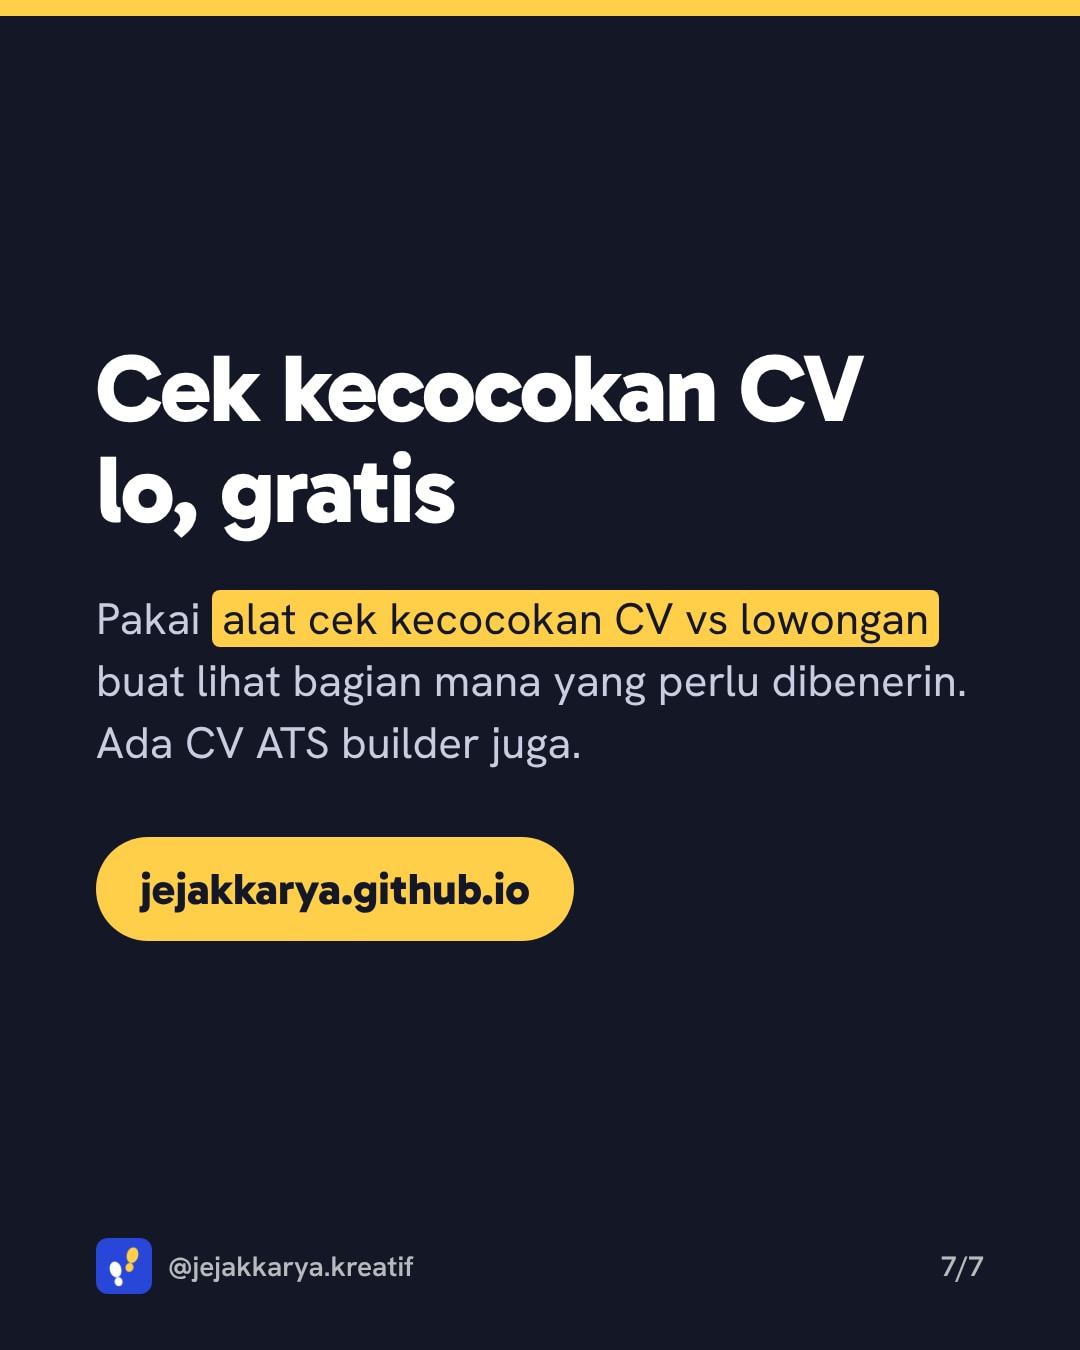 Cek kecocokan CV
lo, gratis
Pakai alat cek kecocokan CV vs lowongan
buat lihat bagian mana yang perlu dibenerin.
Ada CV ATS builder juga.
jejakkarya.github.io
@jejakkarya.kreatif
7/7